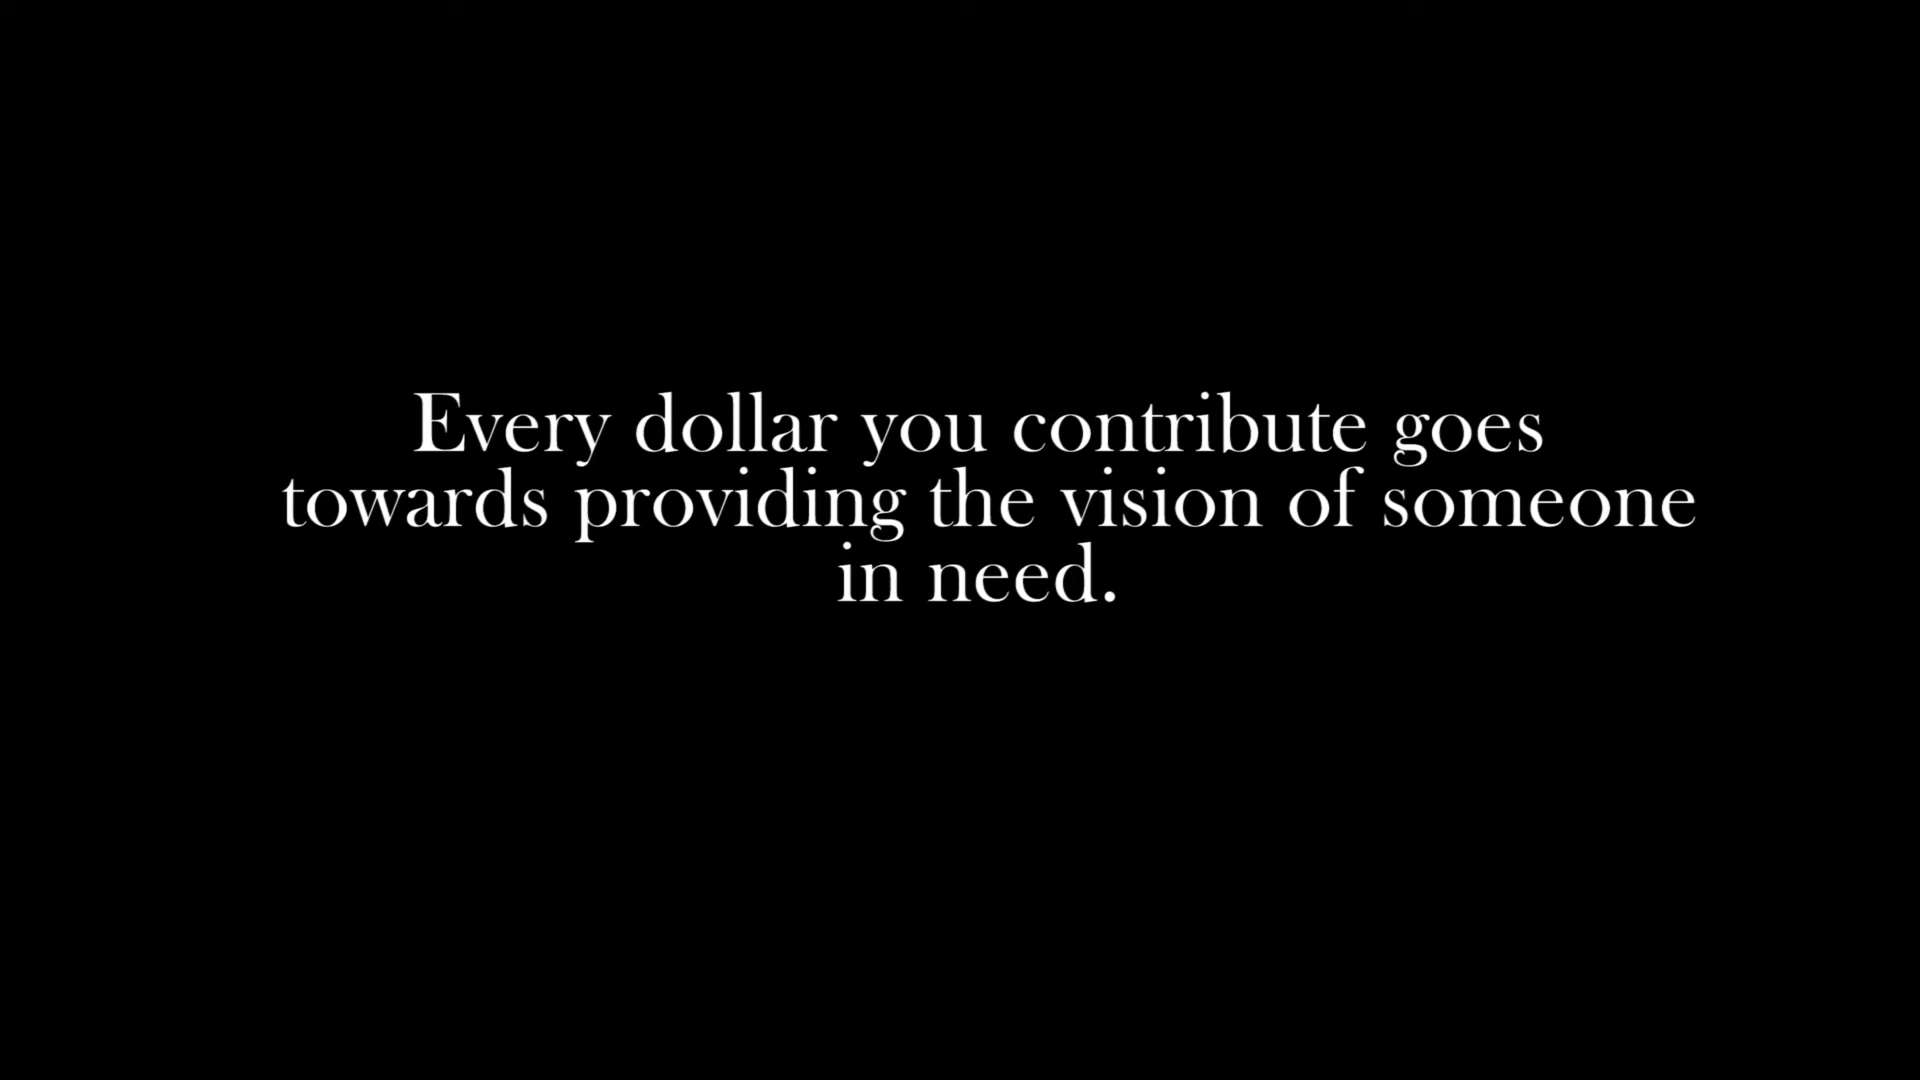 Every dollar you contribute goes
towards providing the vision of someone
in need.